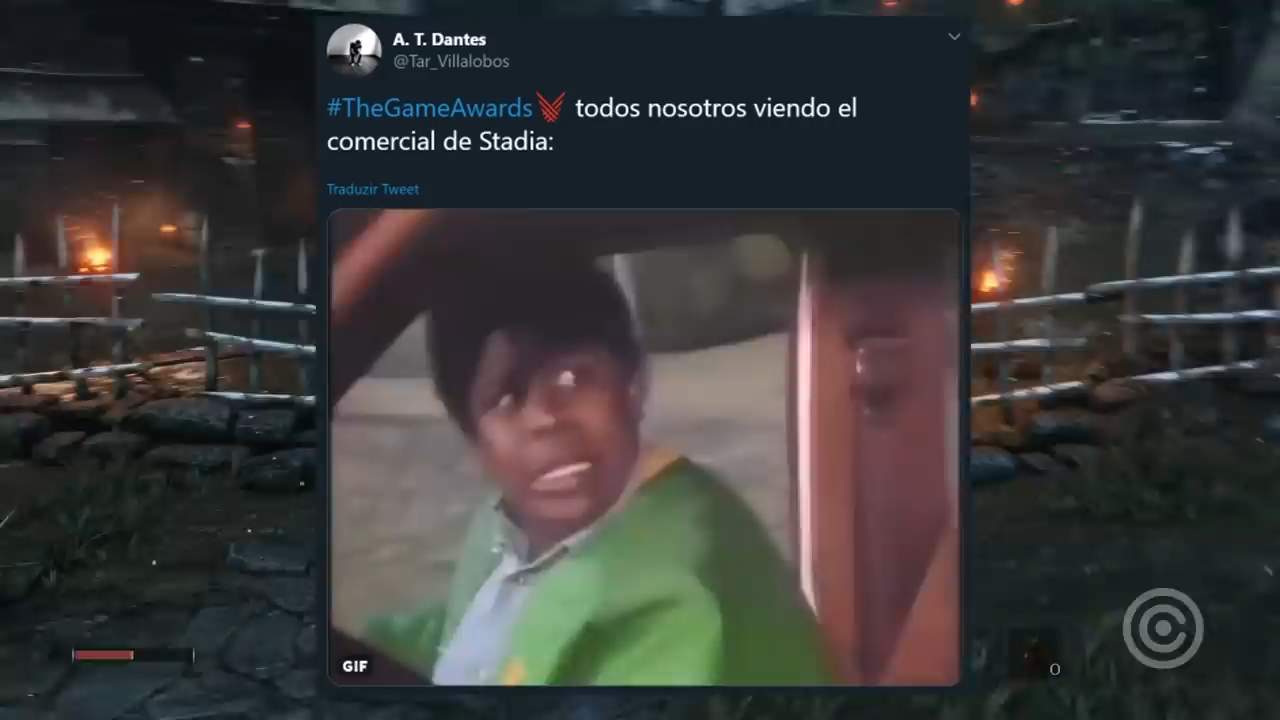 A. T. Dantes
@Tar_Villalobos
#TheGameAwards todos nosotros viendo el
comercial de Stadia:
Traduzir Tweet
GIF
0